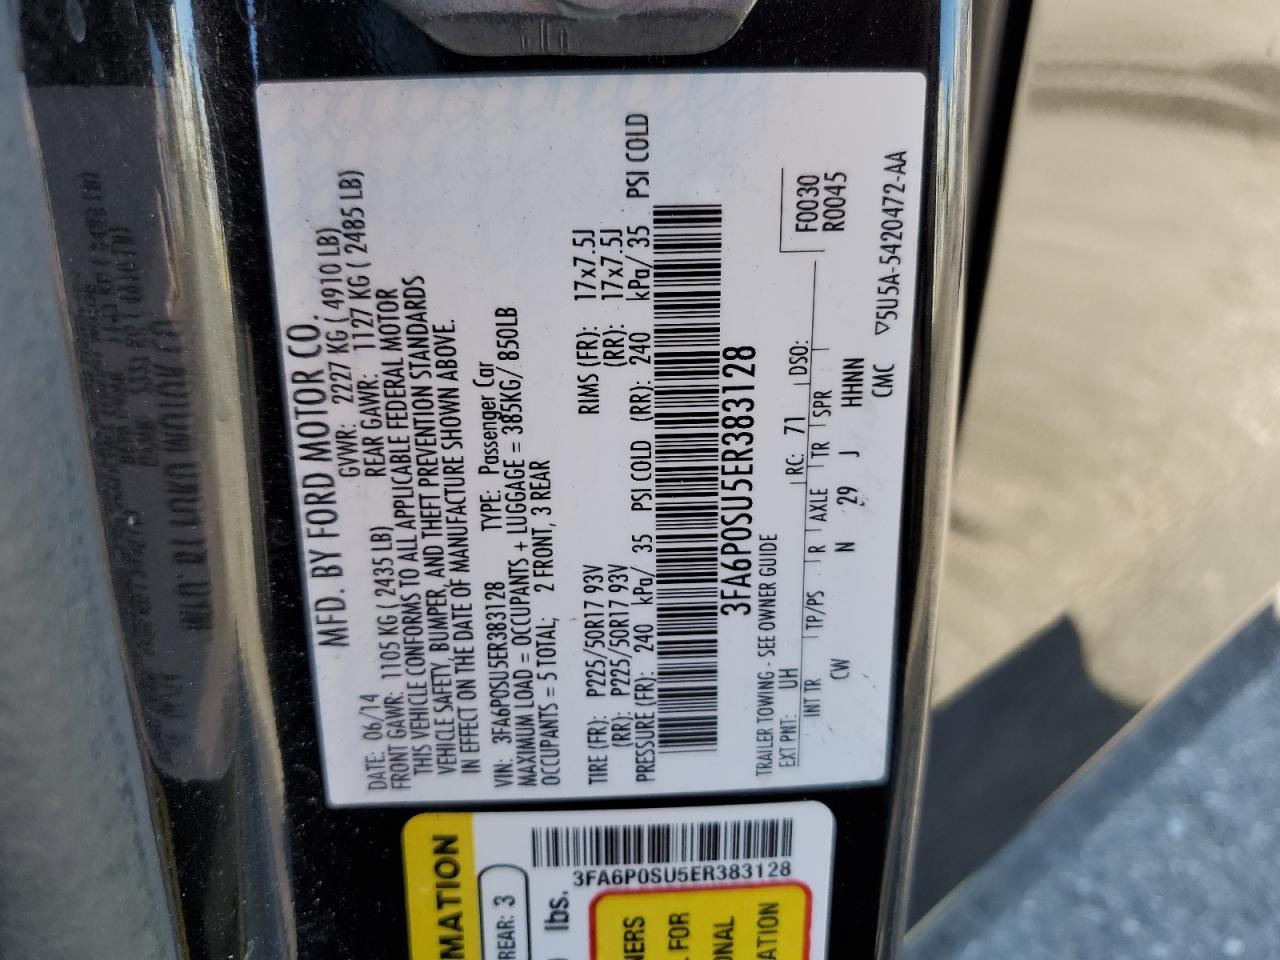 MFD. BY FORD MOTOR CO.
DATE: 06/14 GVWR: 2227 KG ( 4910 LB)
FRONT GAWR: 1105 KG ( 2435 LB) REAR GAWR: 1127 KG ( 2485 LB)
THIS VEHICLE CONFORMS TO ALL APPLICABLE FEDERAL MOTOR
VEHICLE SAFETY, BUMPER, AND THEFT PREVENTION STANDARDS
IN EFFECT ON THE DATE OF MANUFACTURE SHOWN ABOVE.
VIN: 3FA6P0SU5ER383128 TYPE: Passenger Car
MAXIMUM LOAD = OCCUPANTS + LUGGAGE = 385KG/ 850LB
OCCUPANTS = 5 TOTAL; 2 FRONT, 3 REAR
TIRE (FR): P225/50R17 93V RIMS (FR): 17x7.5J
(RR): P225/50R17 93V (RR): 17x7.5J
PRESSURE (FR): 240 kPa/ 35 PSI COLD (RR): 240 kPa/ 35 PSI COLD
3FA6P0SU5ER383128
TRAILER TOWING - SEE OWNER GUIDE
EXT PNT: UH RC: 71 DSO: F0030
R0045
INT TR TP/PS R AXLE TR SPR
CW N 29 J HHNN
CMC ▽5U5A-5420472-AA
MATION
REAR: 3
lbs.
3FA6P0SU5ER383128
NERS
FOR
ONAL
ATION